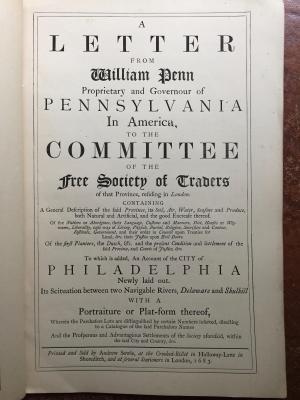 A
LETTER
FROM
William Penn
Proprietary and Governour of
PENNSYLVANIA
In America,
TO THE
COMMITTEE
OF THE
Free Society of Traders
of that Province, residing in London.
CONTAINING
A General Description of the said Province, its Soil, Air, Water, Seasons and Produce,
both Natural and Artificial, and the good Encrease thereof.
Of the Natives or Aborigines, their Language, Customs and Manners, Diet, Houses or Wig-
wams, Liberality, easie way of Living, Physick, Burial, Religion, Sacrifices and Cantico,
Festivals, Government, and their order in Council upon Treaties for
Land, &c. their Justice upon Evil Doers.
Of the first Planters, the Dutch, &c. and the present Condition and Settlement of the
said Province, and Courts of Justice, &c.
To which is added, An Account of the CITY of
PHILADELPHIA
Newly laid out.
Its Scituation between two Navigable Rivers, Delaware and Skulkill
WITH A
Portraiture or Plat-form thereof,
Wherein the Purchasers Lots are distinguished by certain Numbers inserted, directing
to a Catalogue of the said Purchasors Names
And the Prosperous and Advantagious Settlements of the Society aforesaid, within
the said City and Country, &c.
Printed and Sold by Andrew Sowle, at the Crooked-Billet in Holloway-Lane in
Shoreditch, and at several Stationers in London, 1683.